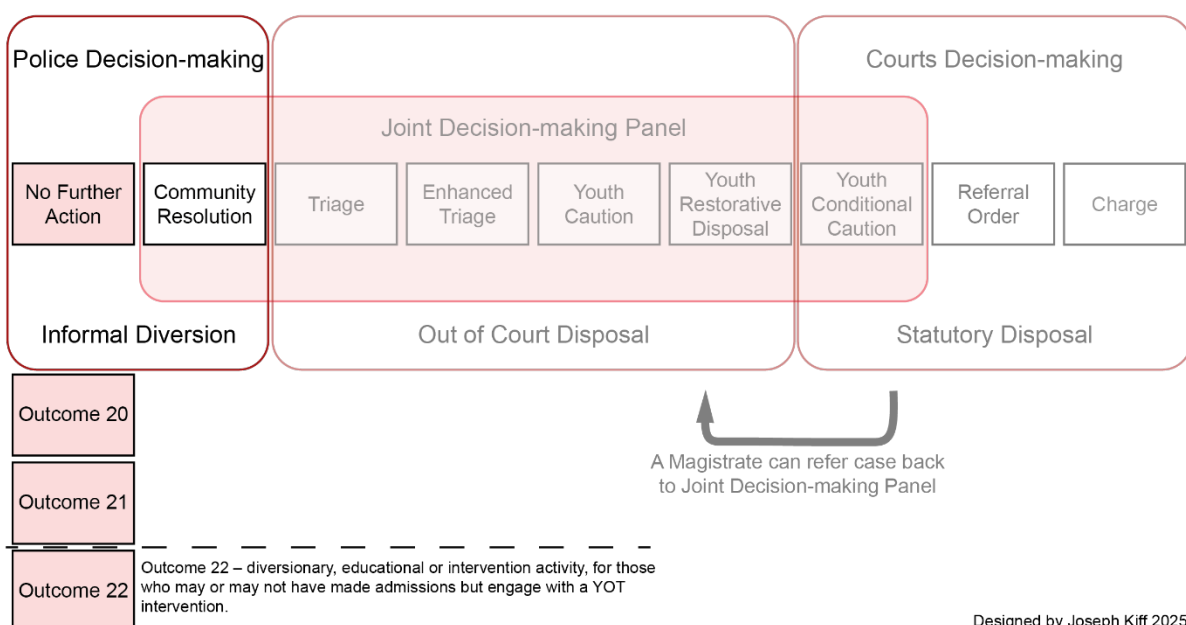 Police Decision-making
Courts Decision-making
Joint Decision-making Panel
No Further
Action
Community
Resolution
Triage
Enhanced
Triage
Youth
Caution
Youth
Restorative
Disposal
Youth
Conditional
Caution
Referral
Order
Charge
Informal Diversion
Out of Court Disposal
Statutory Disposal
Outcome 20
A Magistrate can refer case back
to Joint Decision-making Panel
Outcome 21
Outcome 22
Outcome 22 – diversionary, educational or intervention activity, for those
who may or may not have made admissions but engage with a YOT
intervention.
Designed by Joseph Kiff 2025